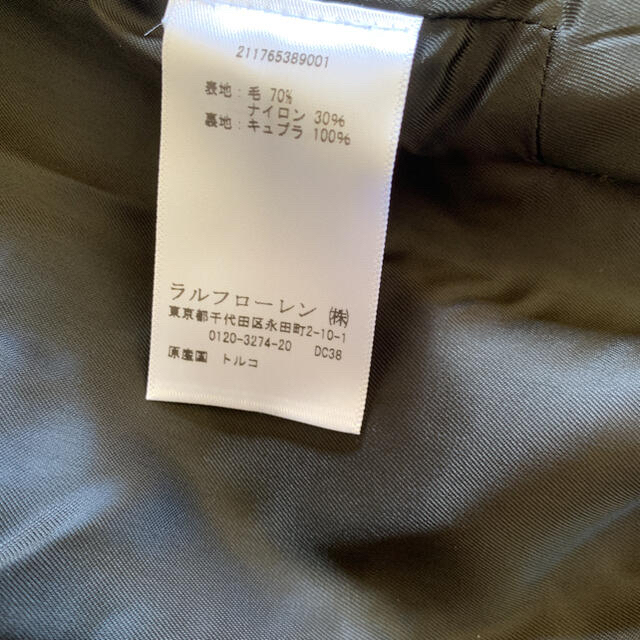 211765389001
表地:毛 70%
ナイロン 30%
裏地:キュプラ 100%
ラルフローレン ㈱
東京都千代田区永田町2-10-1
0120-3274-20 DC38
原産国 トルコ